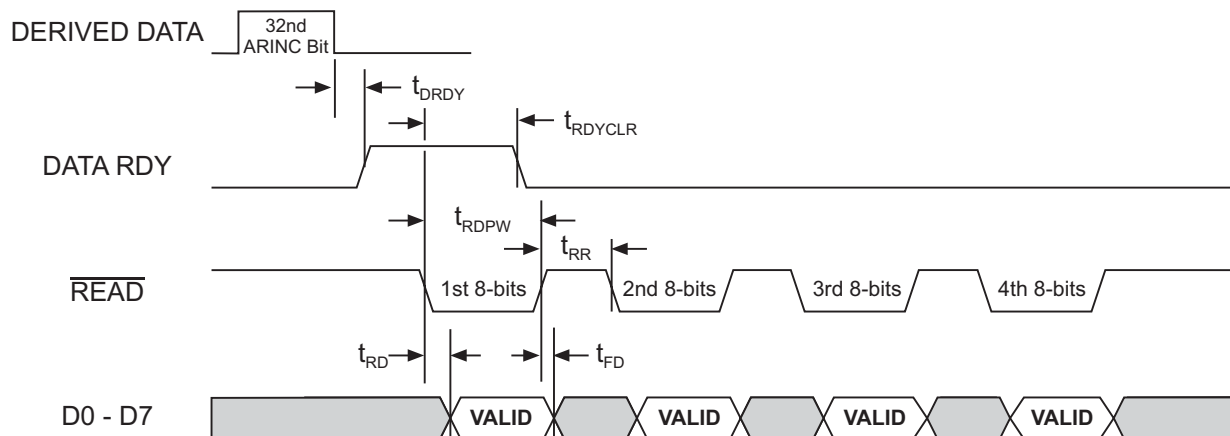 DERIVED DATA
32nd
ARINC Bit
tDRDY
tRDYCLR
DATA RDY
tRDPW
tRR
READ
1st 8-bits
2nd 8-bits
3rd 8-bits
4th 8-bits
tRD
tFD
D0 - D7
VALID
VALID
VALID
VALID